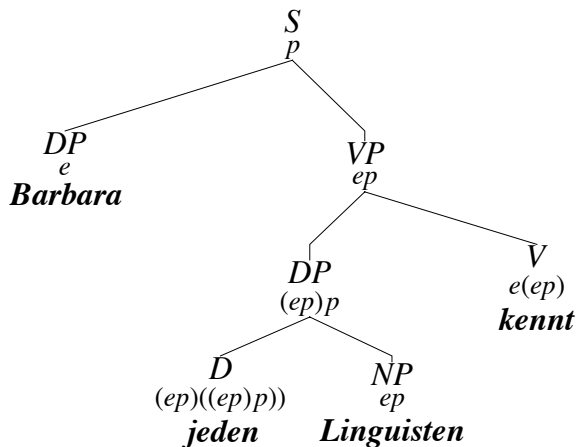 S
p
DP
e
Barbara
VP
ep
DP
(ep)p
V
e(ep)
kennt
D
(ep)((ep)p))
jeden
NP
ep
Linguisten